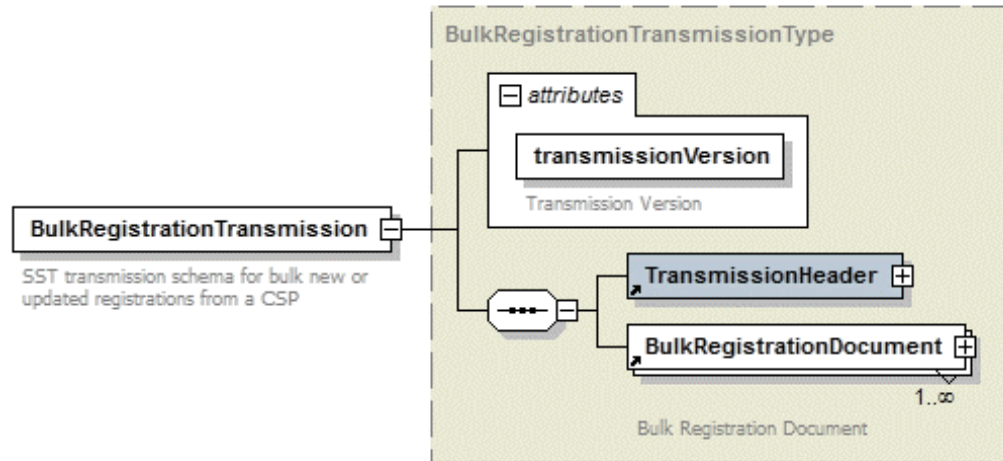 BulkRegistrationTransmissionType
attributes
transmissionVersion
Transmission Version
BulkRegistrationTransmission
SST transmission schema for bulk new or
updated registrations from a CSP
TransmissionHeader
BulkRegistrationDocument
1..∞
Bulk Registration Document